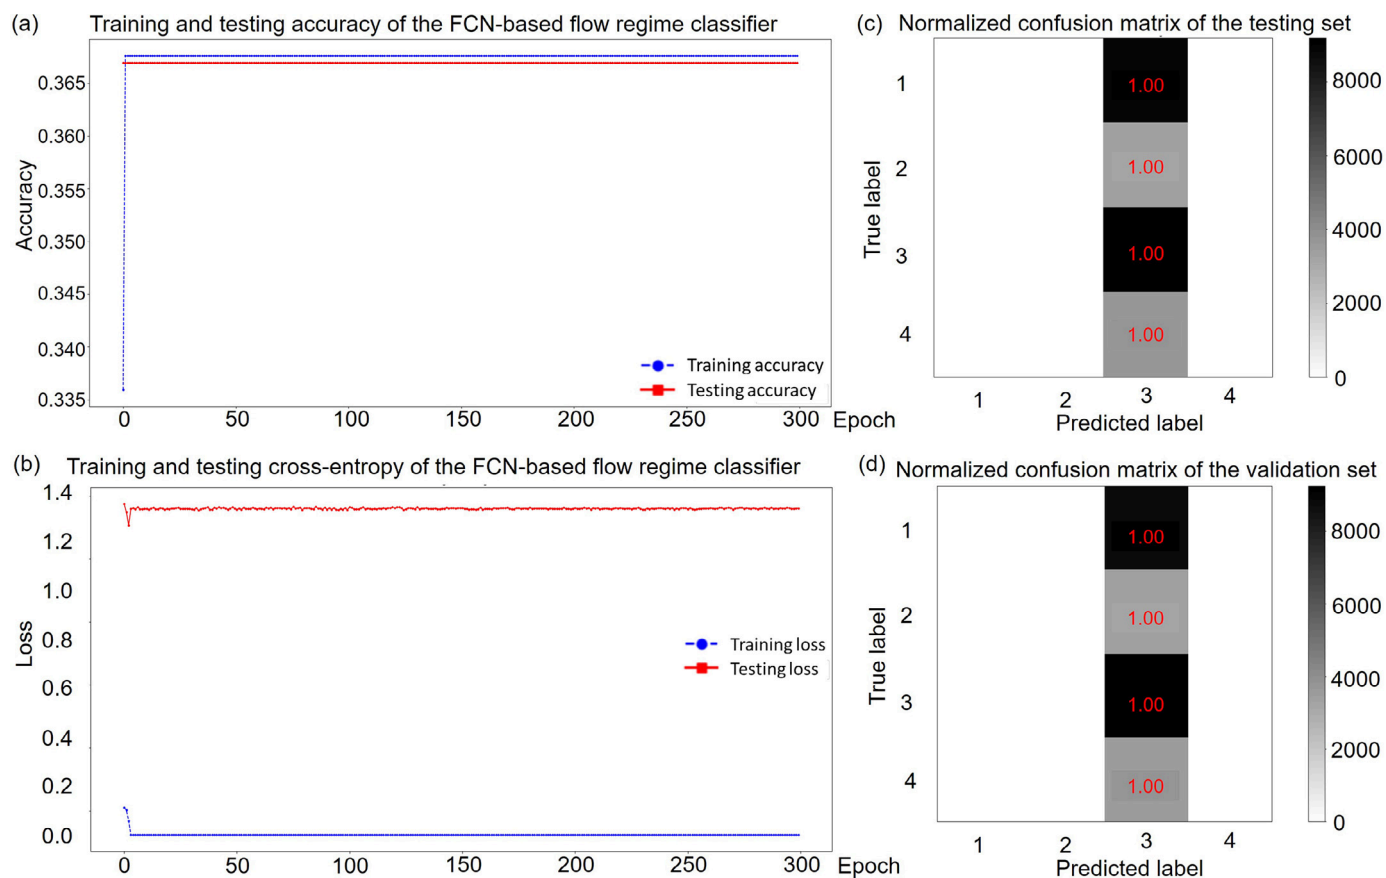 (a) Training and testing accuracy of the FCN-based flow regime classifier
0.365
0.360
0.355
0.350
0.345
0.340
0.335
Accuracy
Training accuracy
Testing accuracy
0 50 100 150 200 250 300 Epoch
(b) Training and testing cross-entropy of the FCN-based flow regime classifier
1.4
1.2
1.0
0.8
0.6
0.4
0.2
0.0
Loss
Training loss
Testing loss
0 50 100 150 200 250 300 Epoch
(c) Normalized confusion matrix of the testing set
True label
1
2
3
4
1.00
1.00
1.00
1.00
1 2 3 4
Predicted label
8000
6000
4000
2000
0
(d) Normalized confusion matrix of the validation set
True label
1
2
3
4
1.00
1.00
1.00
1.00
1 2 3 4
Predicted label
8000
6000
4000
2000
0